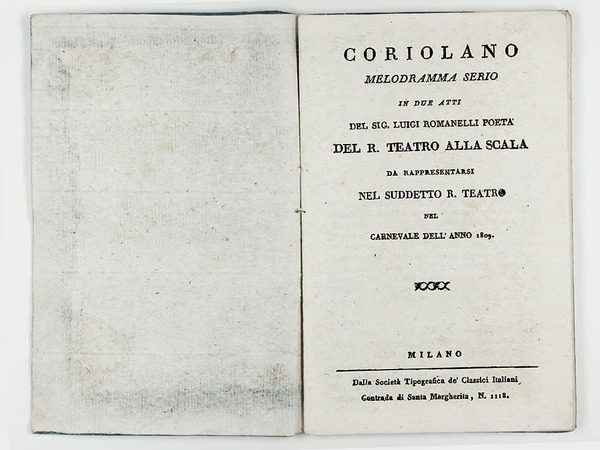 CORIOLANO
MELODRAMMA SERIO
IN DUE ATTI
DEL SIG. LUIGI ROMANELLI POETA'
DEL R. TEATRO ALLA SCALA
DA RAPPRESENTARSI
NEL SUDDETTO R. TEATRO
NEL
CARNEVALE DELL' ANNO 1809.
MILANO
Dalla Società Tipografica de' Classici Italiani
Contrada di Santa Margherita, N. 1118.